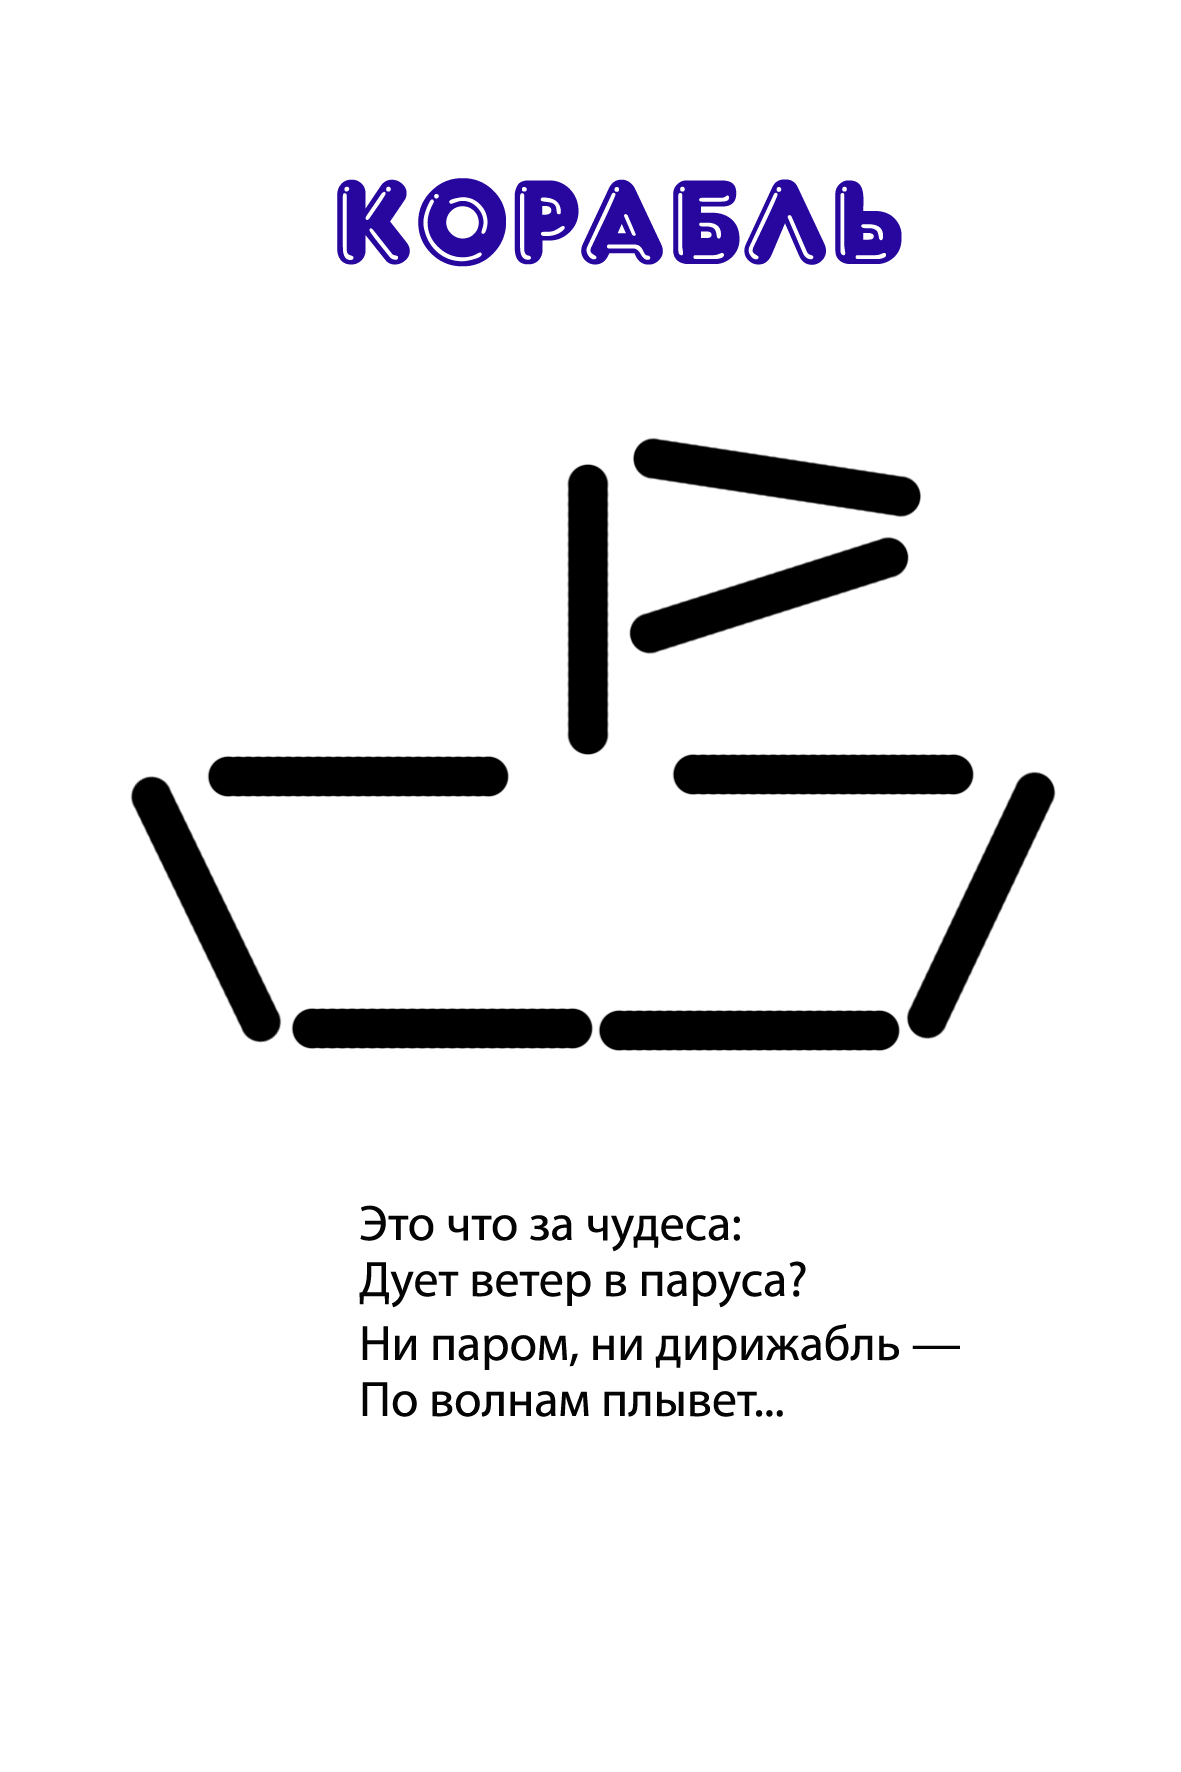 КОРАБЛЬ
Это что за чудеса:
Дует ветер в паруса?
Ни паром, ни дирижабль —
По волнам плывет...